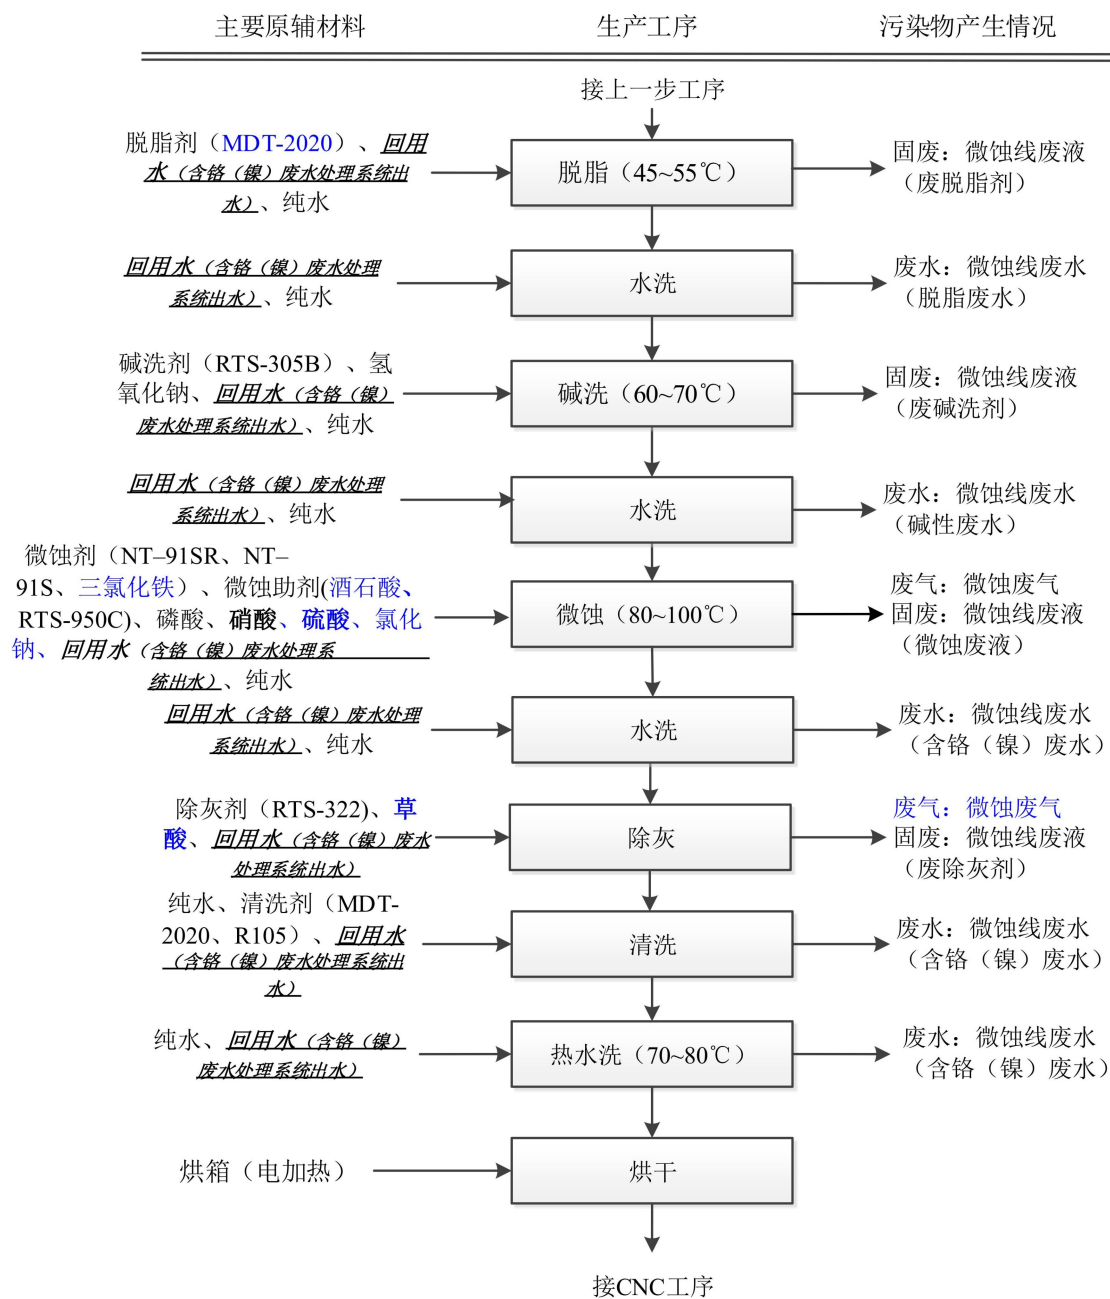 主要原辅材料 生产工序 污染物产生情况
接上一步工序
脱脂剂（MDT-2020）、回用
水（含铬（镍）废水处理系统出
水）、纯水
脱脂（45~55℃）
固废：微蚀线废液
（废脱脂剂）
回用水（含铬（镍）废水处理
系统出水）、纯水
水洗
废水：微蚀线废水
（脱脂废水）
碱洗剂（RTS-305B）、氢
氧化钠、回用水（含铬（镍）
废水处理系统出水）、纯水
碱洗（60~70℃）
固废：微蚀线废液
（废碱洗剂）
回用水（含铬（镍）废水处理
系统出水）、纯水
水洗
废水：微蚀线废水
（碱性废水）
微蚀剂（NT–91SR、NT–
91S、三氯化铁）、微蚀助剂(酒石酸、
RTS-950C)、磷酸、硝酸、硫酸、氯化
钠、回用水（含铬（镍）废水处理系
统出水）、纯水
微蚀（80~100℃）
废气：微蚀废气
固废：微蚀线废液
（微蚀废液）
回用水（含铬（镍）废水处理
系统出水）、纯水
水洗
废水：微蚀线废水
（含铬（镍）废水）
除灰剂（RTS-322)、草
酸、回用水（含铬（镍）废水
处理系统出水）
除灰
废气：微蚀废气
固废：微蚀线废液
（废除灰剂）
纯水、清洗剂（MDT-
2020、R105）、回用水
（含铬（镍）废水处理系统出
水）
清洗
废水：微蚀线废水
（含铬（镍）废水）
纯水、回用水（含铬（镍）
废水处理系统出水）
热水洗（70~80℃）
废水：微蚀线废水
（含铬（镍）废水）
烘箱（电加热）
烘干
接CNC工序